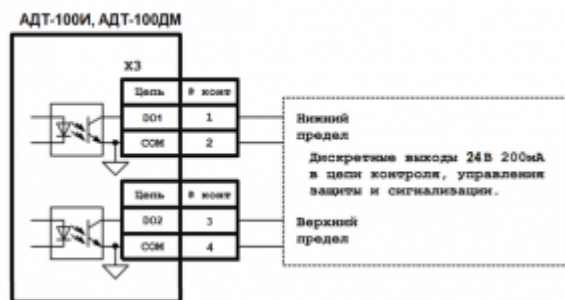 АДТ-100И, АДТ-100ДМ
X3
Цепь # конт
DO1 1
COM 2
Цепь # конт
DO2 3
COM 4
Нижний
предел
Дискретные выходы 24В 200мА
в цепи контроля, управления
защиты и сигнализации.
Верхний
предел